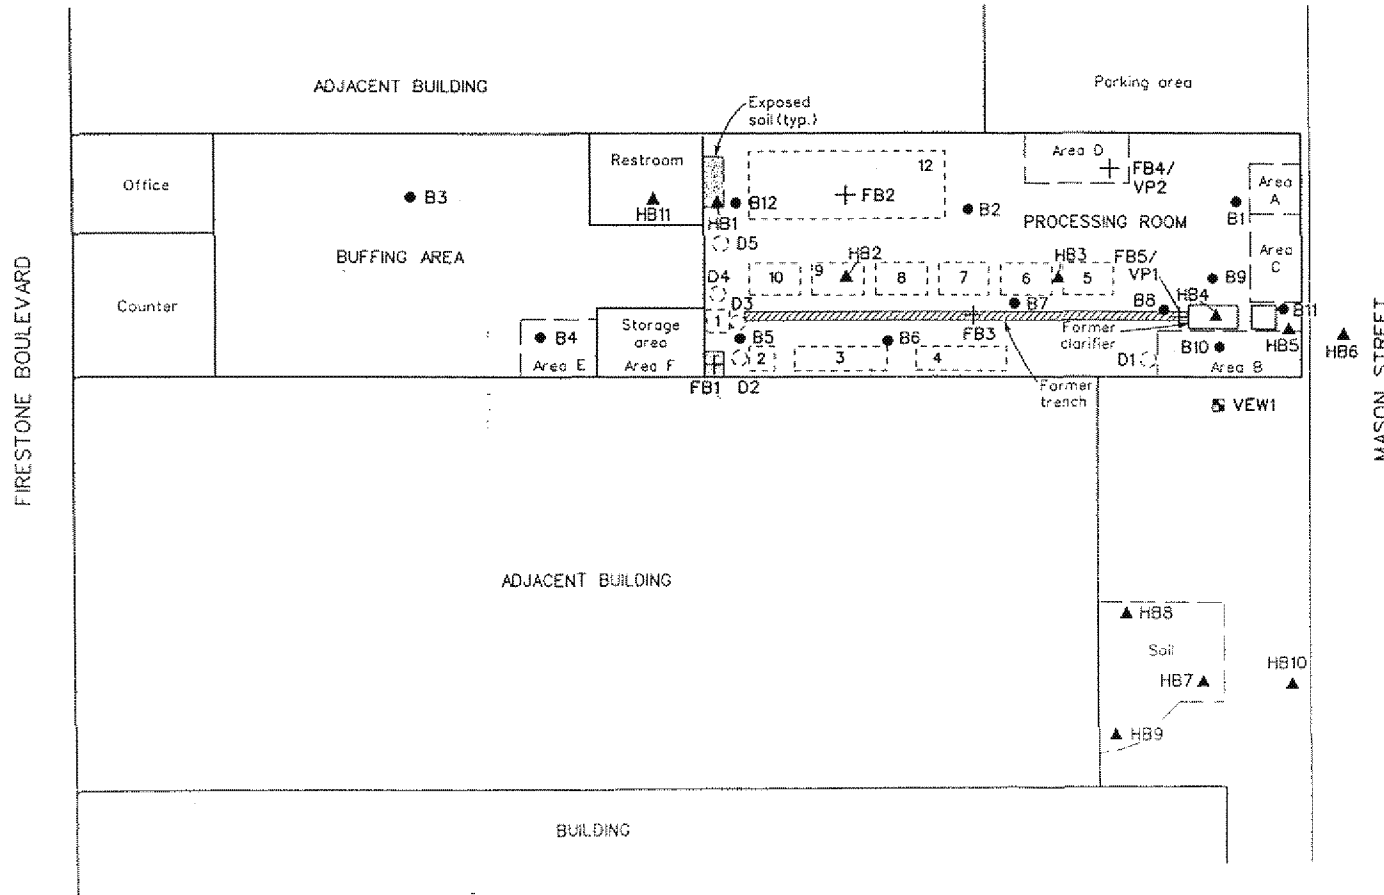 ADJACENT BUILDING
Parking area
Exposed
soil (typ.)
Office
Restroom
HB11
B3
BUFFING AREA
Counter
Storage
area
Area F
B4
Area E
HB1
B12
D5
D4
D3
1
B5
FB1
D2
2
3
4
B6
12
FB2
B2
PROCESSING ROOM
Area D
FB4/
VP2
B1
Area
A
Area
C
10
9
HB2
8
7
6
HB3
5
FB5/
VP1
B7
FB3
B8
HB4
B9
B11
HB5
HB6
Former
clarifier
B10
D1
Area B
Former
trench
VEW1
FIRESTONE BOULEVARD
MASON STREET
ADJACENT BUILDING
HB8
Soil
HB7
HB10
HB9
BUILDING